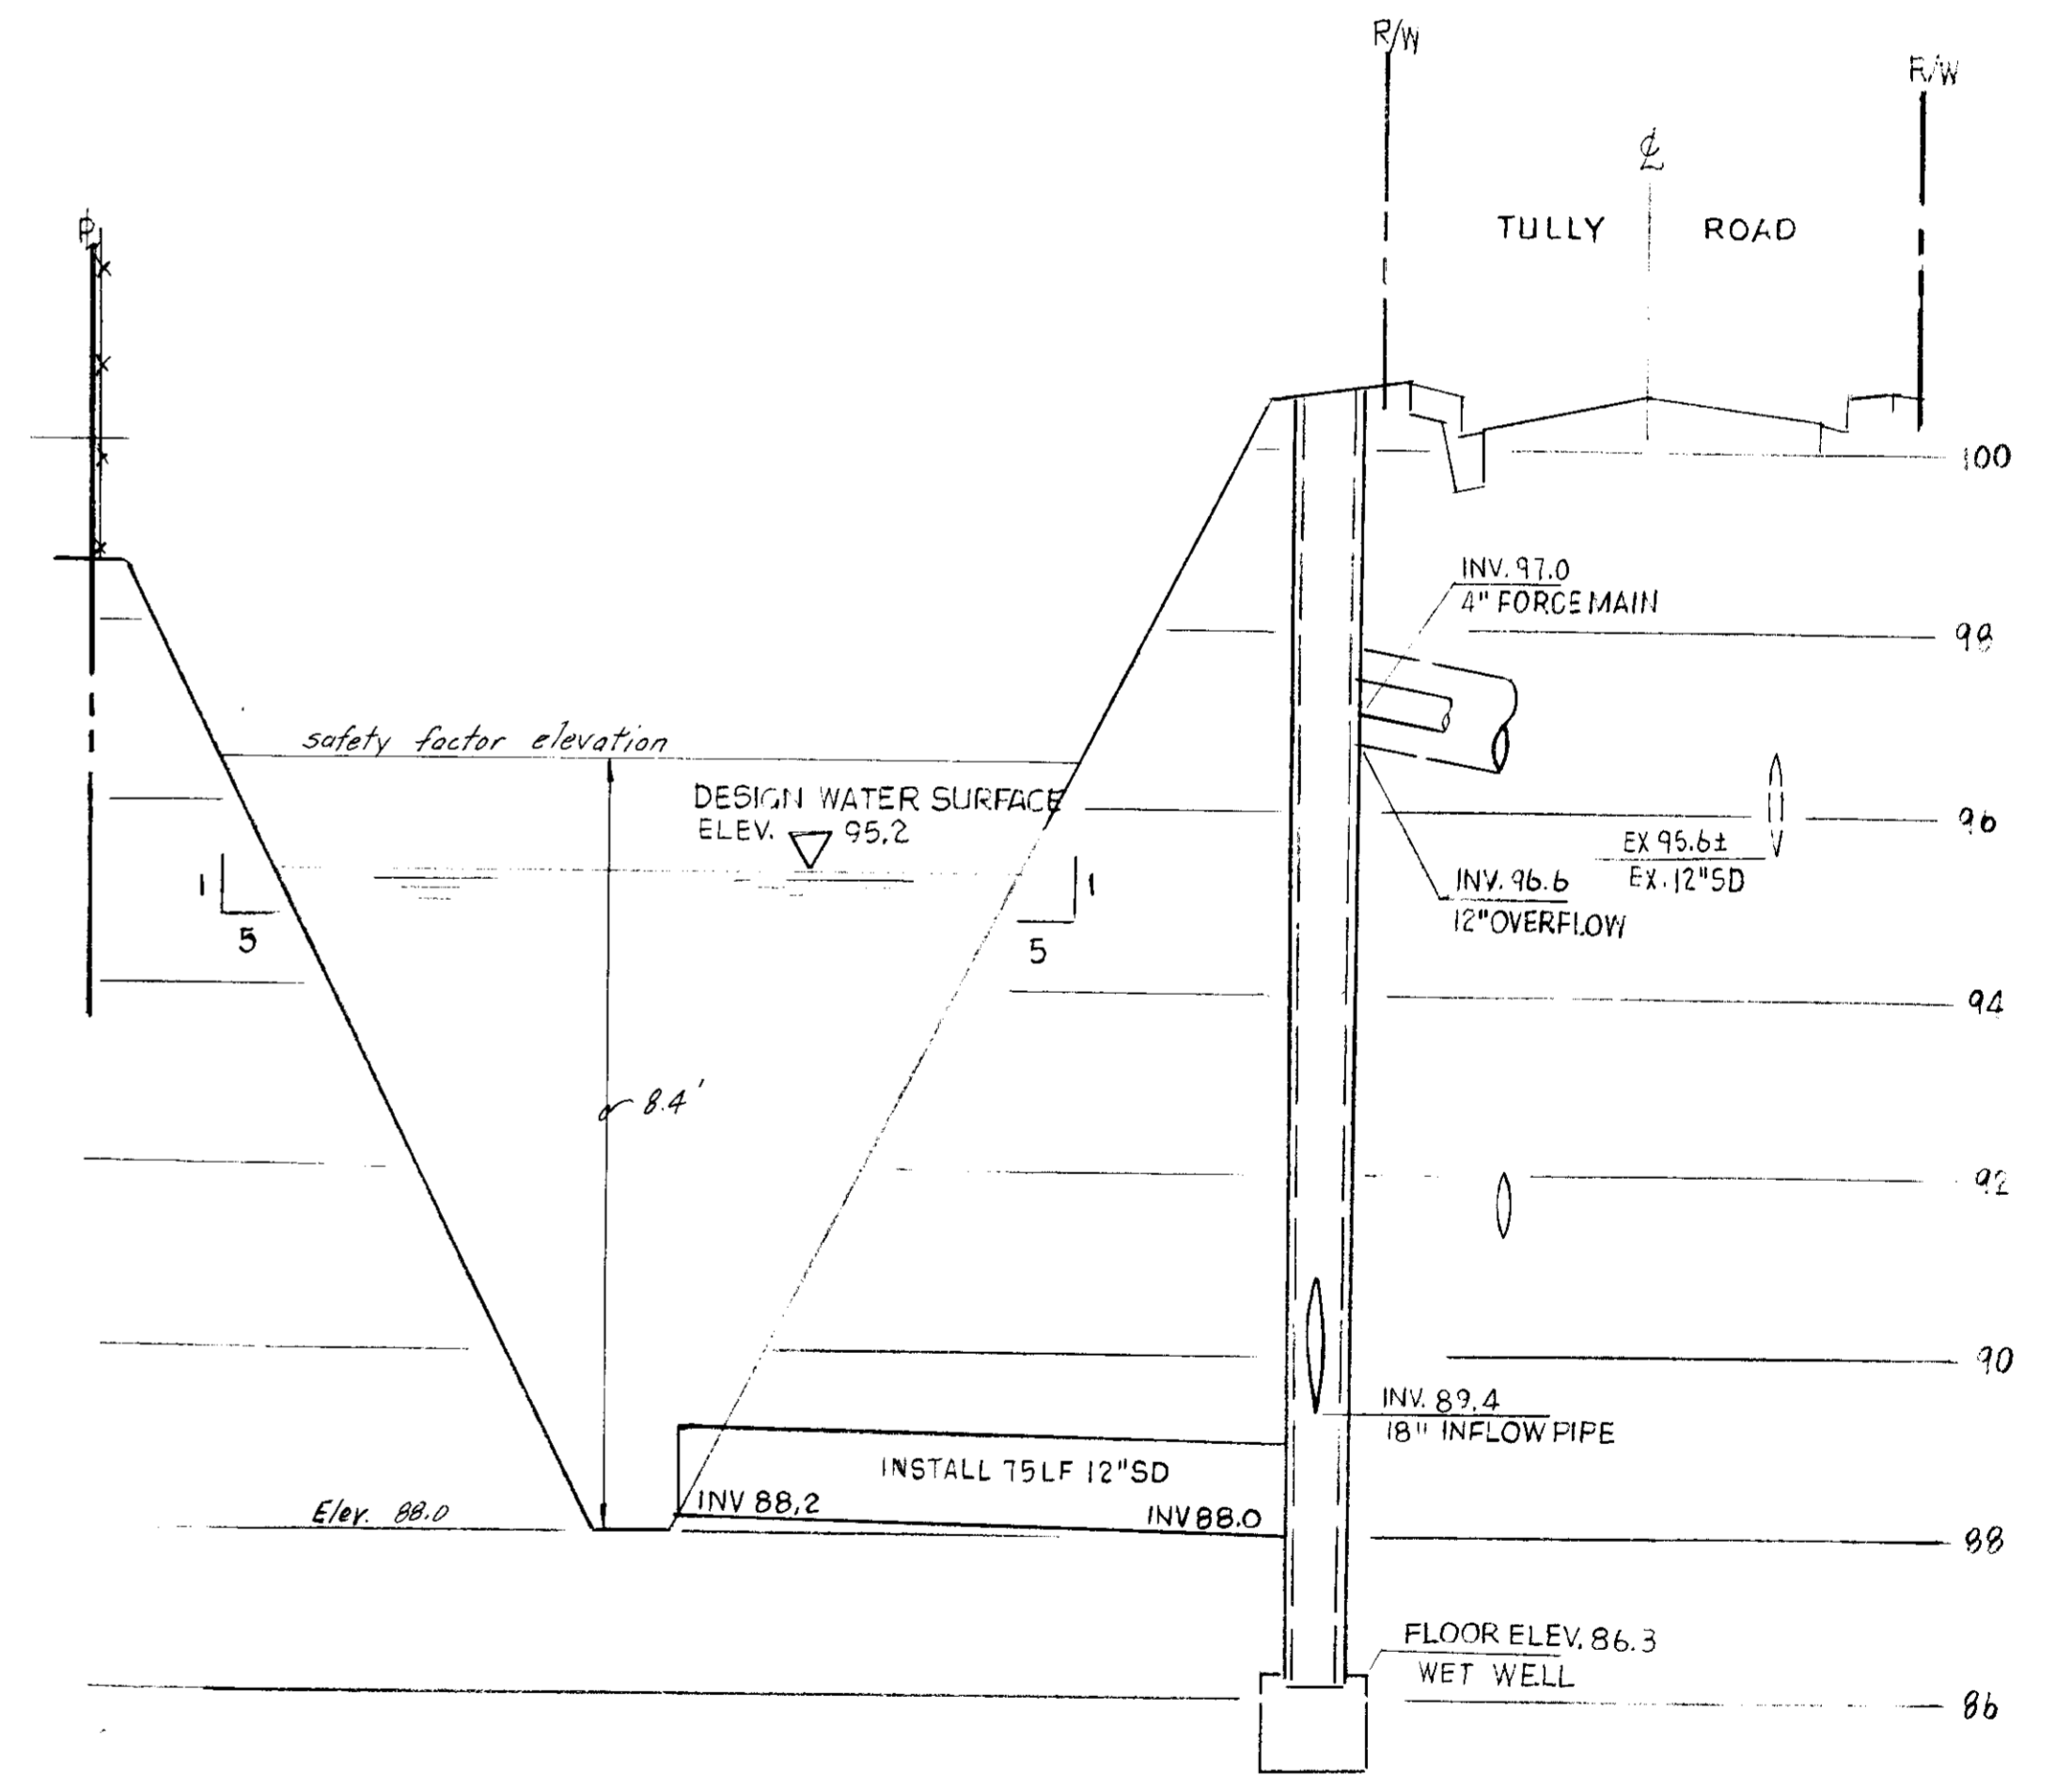 R/W
R/W
℄
TULLY ROAD
P
100
INV. 97.0
4" FORCE MAIN
98
safety factor elevation
DESIGN WATER SURFACE
ELEV. 95.2
96
EX 95.6±
EX. 12"SD
INV. 96.6
12"OVERFLOW
1
5
1
5
94
8.4'
92
90
INV. 89.4
18" INFLOW PIPE
INSTALL 75LF 12"SD
INV 88.2
INV 88.0
Elev. 88.0
88
FLOOR ELEV. 86.3
WET WELL
86